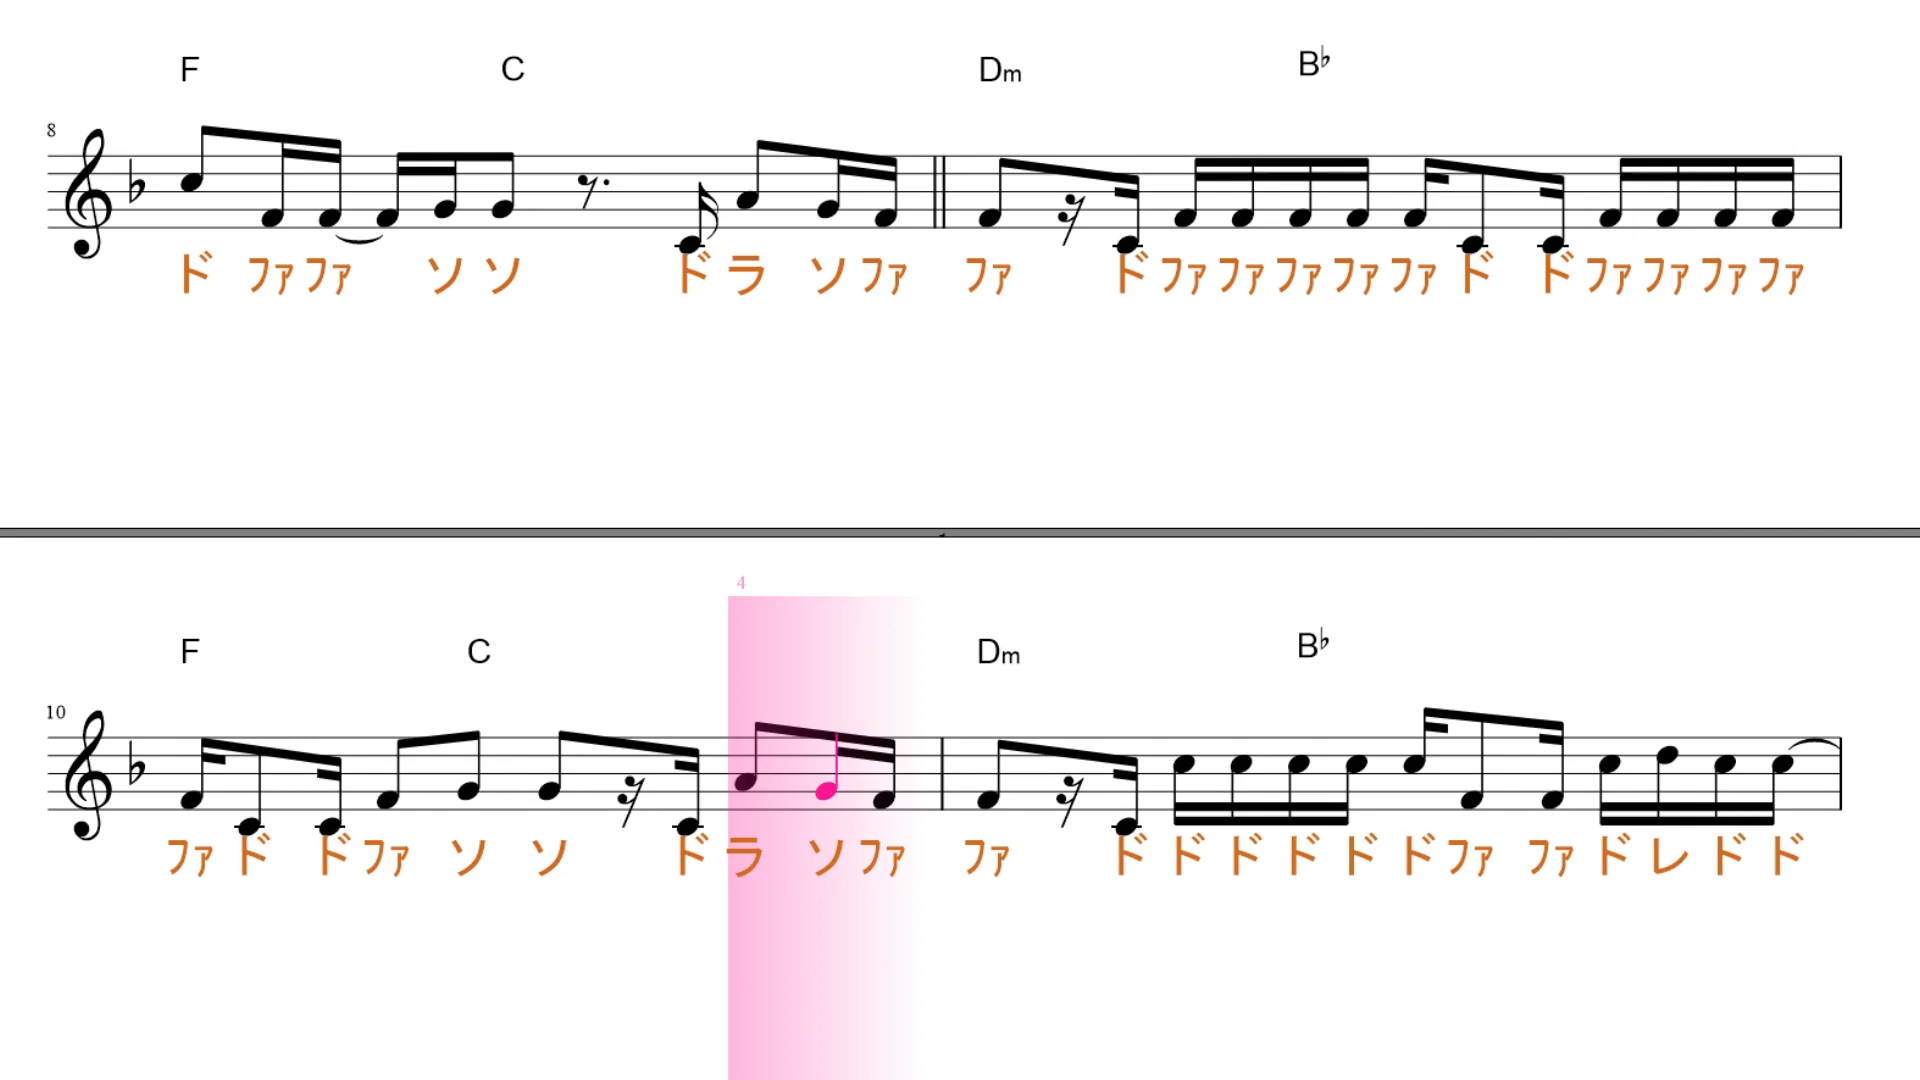 F C Dm B♭
8
ド ファ ファ ソ ソ ド ラ ソ ファ ファ ド ファ ファ ファ ファ ファ ド ド ファ ファ ファ ファ
4
F C Dm B♭
10
ファ ド ド ファ ソ ソ ド ラ ソ ファ ファ ド ド ド ド ド ド ファ ファ ド レ ド ド